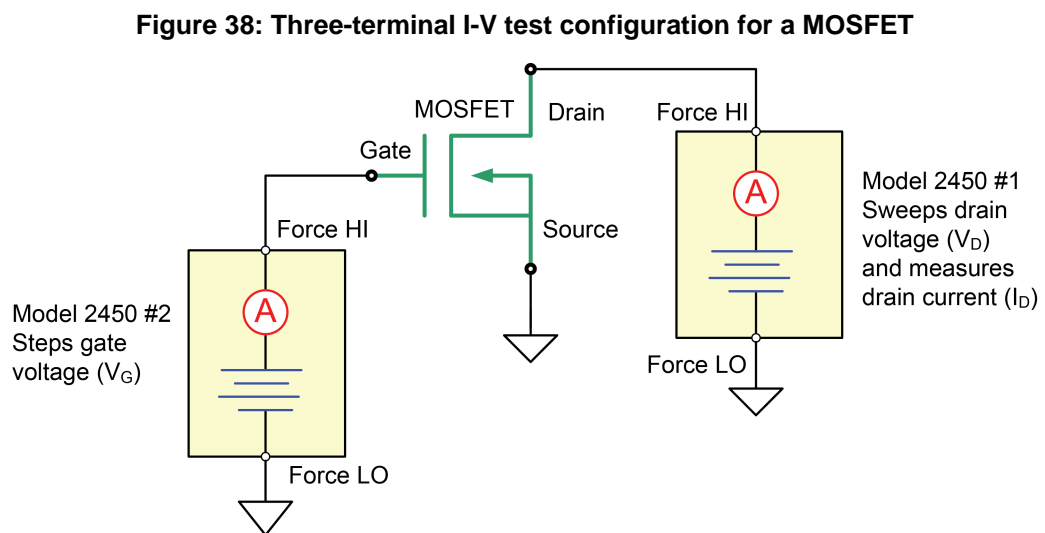 Figure 38: Three-terminal I-V test configuration for a MOSFET
MOSFET
Drain
Gate
Source
Force HI
A
Model 2450 #1
Sweeps drain
voltage (VD)
and measures
drain current (ID)
Force LO
Force HI
A
Model 2450 #2
Steps gate
voltage (VG)
Force LO